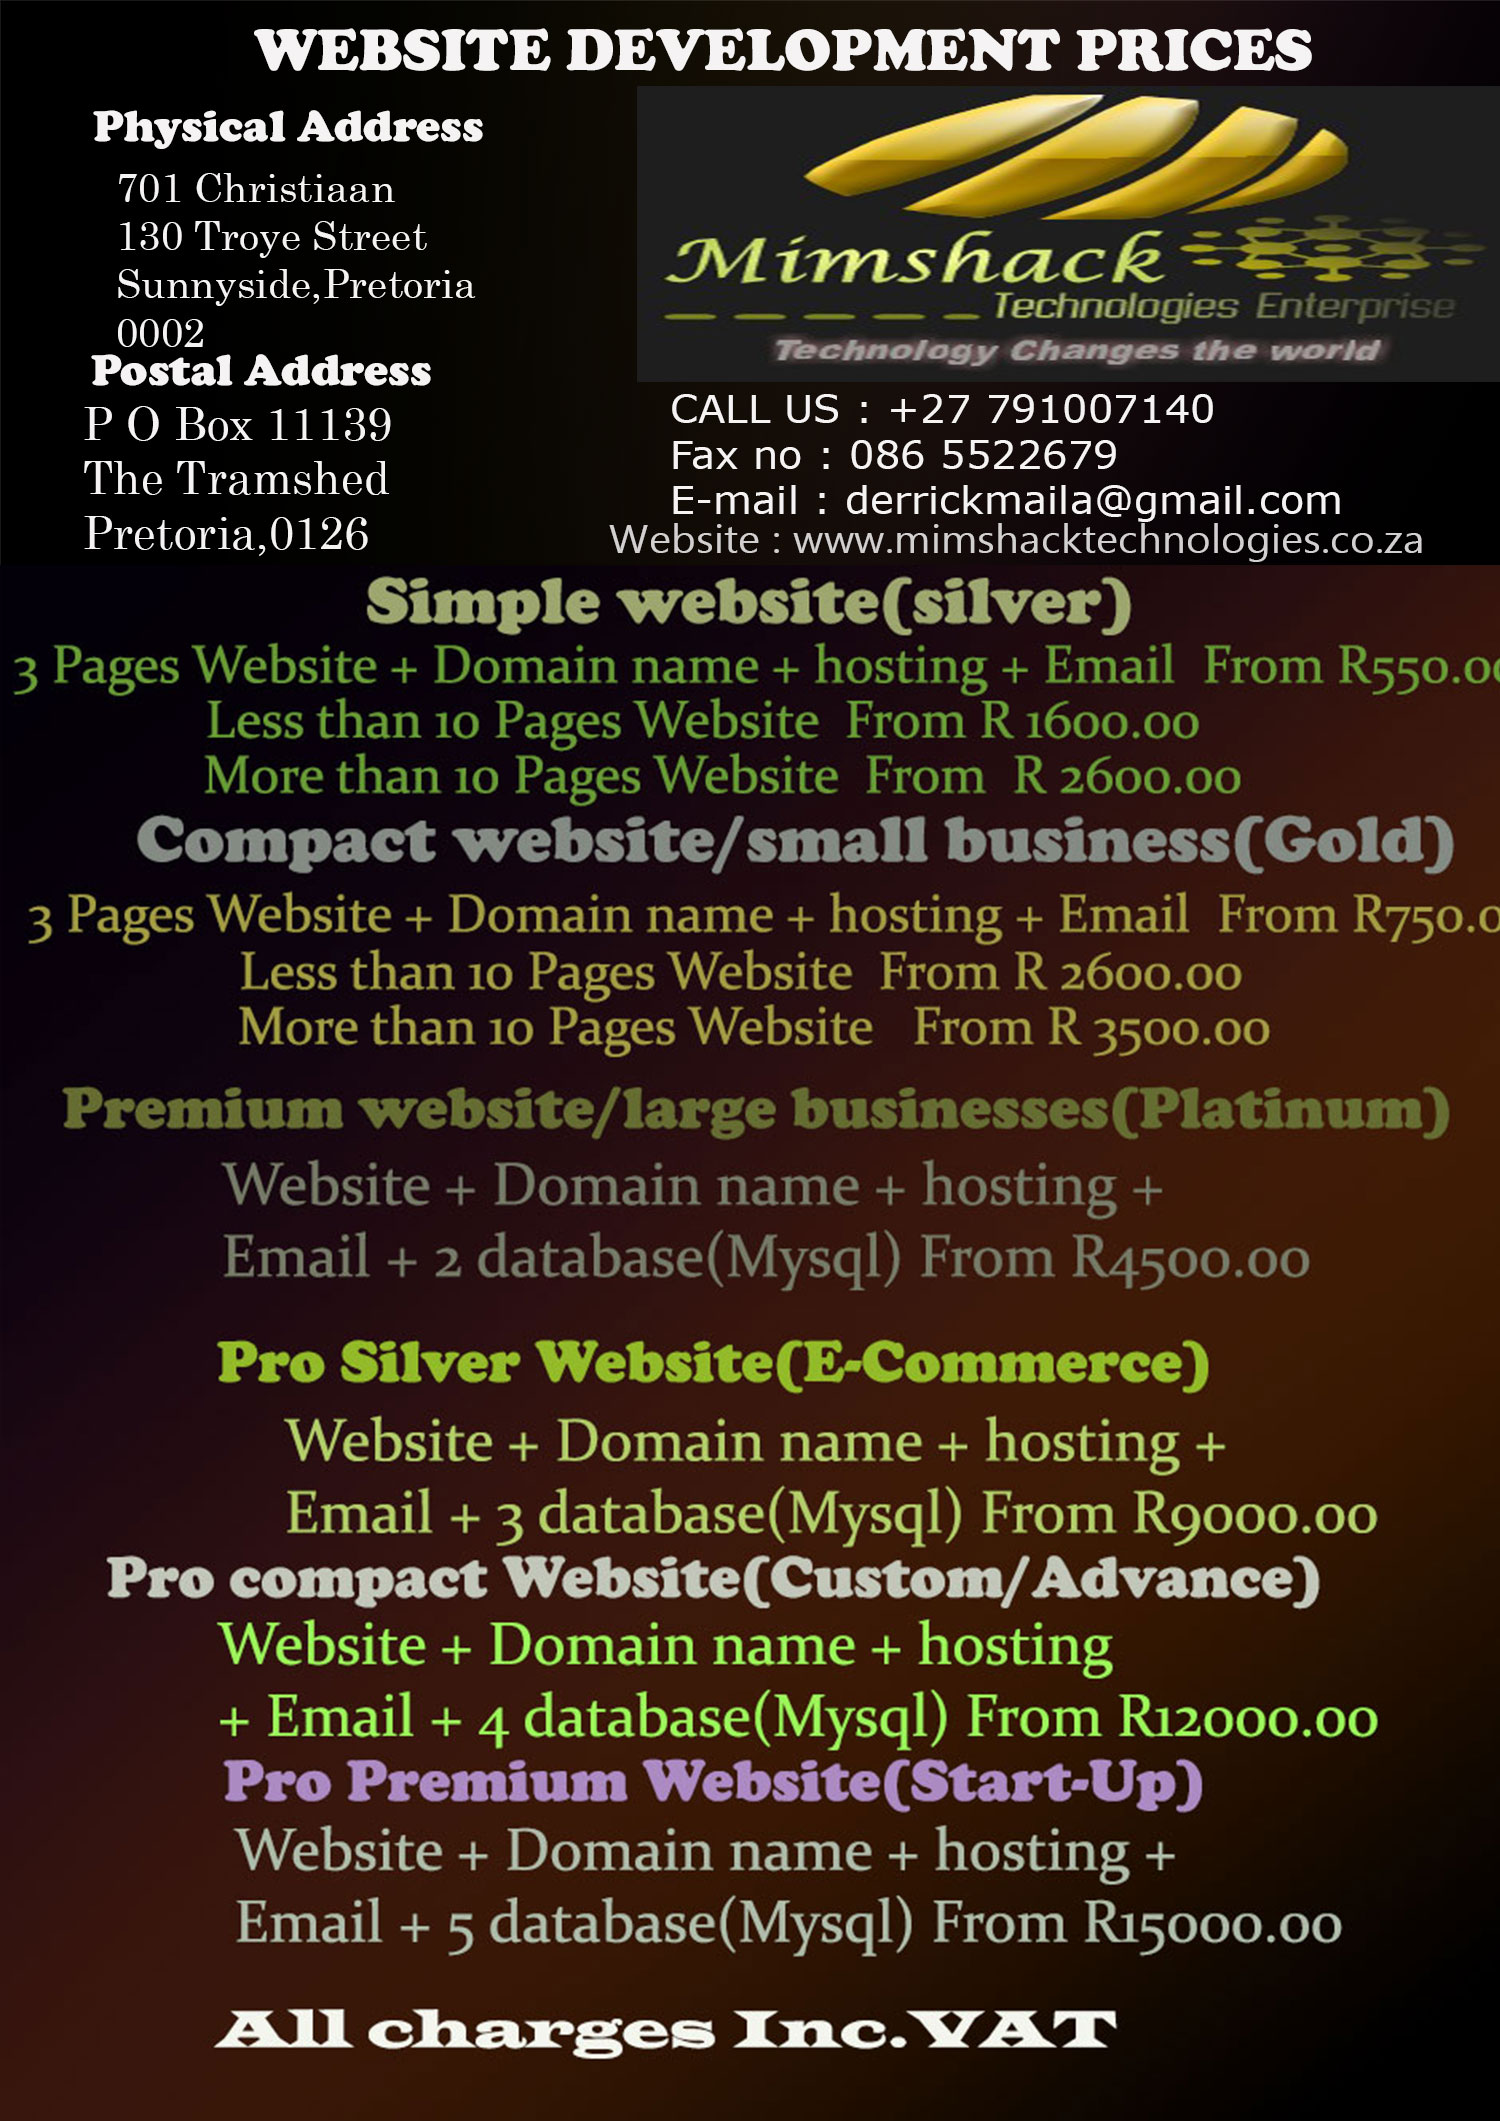 WEBSITE DEVELOPMENT PRICES
Physical Address
701 Christiaan
130 Troye Street
Sunnyside,Pretoria
0002
Postal Address
P O Box 11139
The Tramshed
Pretoria,0126
Mimshack
Technologies Enterprise
Technology Changes the world
CALL US : +27 791007140
Fax no : 086 5522679
E-mail : derrickmaila@gmail.com
Website : www.mimshacktechnologies.co.za
Simple website(silver)
3 Pages Website + Domain name + hosting + Email From R550.00
Less than 10 Pages Website From R 1600.00
More than 10 Pages Website From R 2600.00
Compact website/small business(Gold)
3 Pages Website + Domain name + hosting + Email From R750.0
Less than 10 Pages Website From R 2600.00
More than 10 Pages Website From R 3500.00
Premium website/large businesses(Platinum)
Website + Domain name + hosting +
Email + 2 database(Mysql) From R4500.00
Pro Silver Website(E-Commerce)
Website + Domain name + hosting +
Email + 3 database(Mysql) From R9000.00
Pro compact Website(Custom/Advance)
Website + Domain name + hosting
+ Email + 4 database(Mysql) From R12000.00
Pro Premium Website(Start-Up)
Website + Domain name + hosting +
Email + 5 database(Mysql) From R15000.00
All charges Inc.VAT